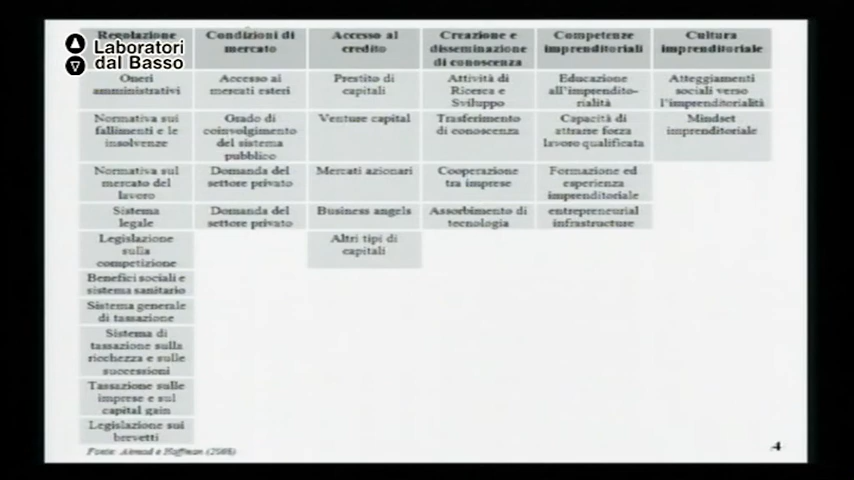 Regolazione
Condizioni di
mercato
Accesso al
credito
Creazione e
disseminazione
di conoscenza
Competenze
imprenditoriali
Cultura
imprenditoriale
Laboratori
dal Basso
Oneri
amministrativi
Accesso ai
mercati esteri
Prestito di
capitali
Attività di
Ricerca e
Sviluppo
Educazione
all'imprendito-
rialità
Atteggiamenti
sociali verso
l'imprenditorialità
Normativa sui
fallimenti e le
insolvenze
Grado di
coinvolgimento
del sistema
pubblico
Venture capital
Trasferimento
di conoscenza
Capacità di
attrarre forza
lavoro qualificata
Mindset
imprenditoriale
Normativa sul
mercato del
lavoro
Domanda del
settore privato
Mercati azionari
Cooperazione
tra imprese
Formazione ed
esperienza
imprenditoriale
Sistema
legale
Domanda del
settore privato
Business angels
Assorbimento di
tecnologia
entrepreneurial
infrastructure
Legislazione
sulla
competizione
Altri tipi di
capitali
Benefici sociali e
sistema sanitario
Sistema generale
di tassazione
Sistema di
tassazione sulla
ricchezza e sulle
successioni
Tassazione sulle
imprese e sul
capital gain
Legislazione sui
brevetti
Fonte: Ahmad e Hoffman (2008)
4